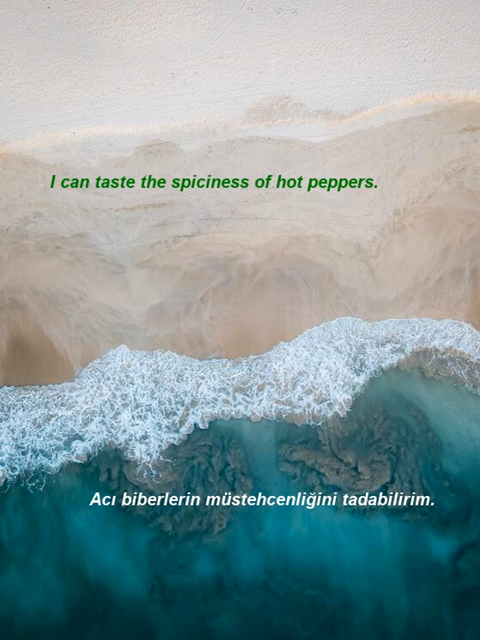 I can taste the spiciness of hot peppers.
Acı biberlerin müstehcenliğini tadabilirim.